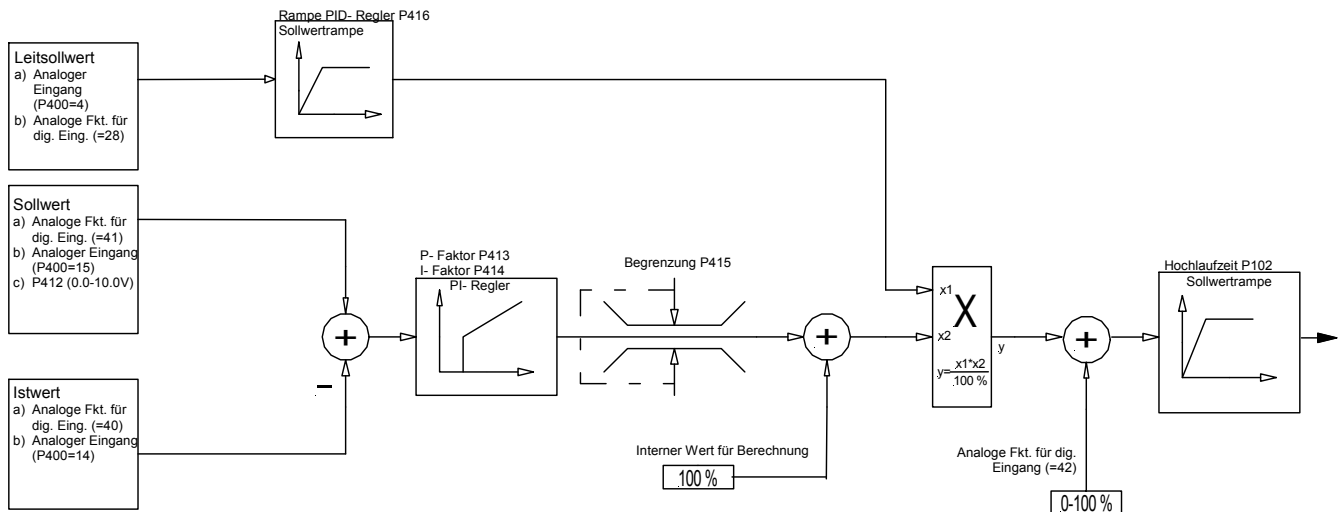 Rampe PID- Regler P416
Sollwertrampe
Leitsollwert
a) Analoger
Eingang
(P400=4)
b) Analoge Fkt. für
dig. Eing. (=28)
Sollwert
a) Analoge Fkt. für
dig. Eing. (=41)
b) Analoger Eingang
(P400=15)
c) P412 (0.0-10.0V)
Istwert
a) Analoge Fkt. für
dig. Eing. (=40)
b) Analoger Eingang
(P400=14)
+
−
P- Faktor P413
I- Faktor P414
PI- Regler
Begrenzung P415
+
Interner Wert für Berechnung
100 %
x1
x2
X
y=x1*x2
100 %
y
+
Analoge Fkt. für dig.
Eingang (=42)
0-100 %
Hochlaufzeit P102
Sollwertrampe